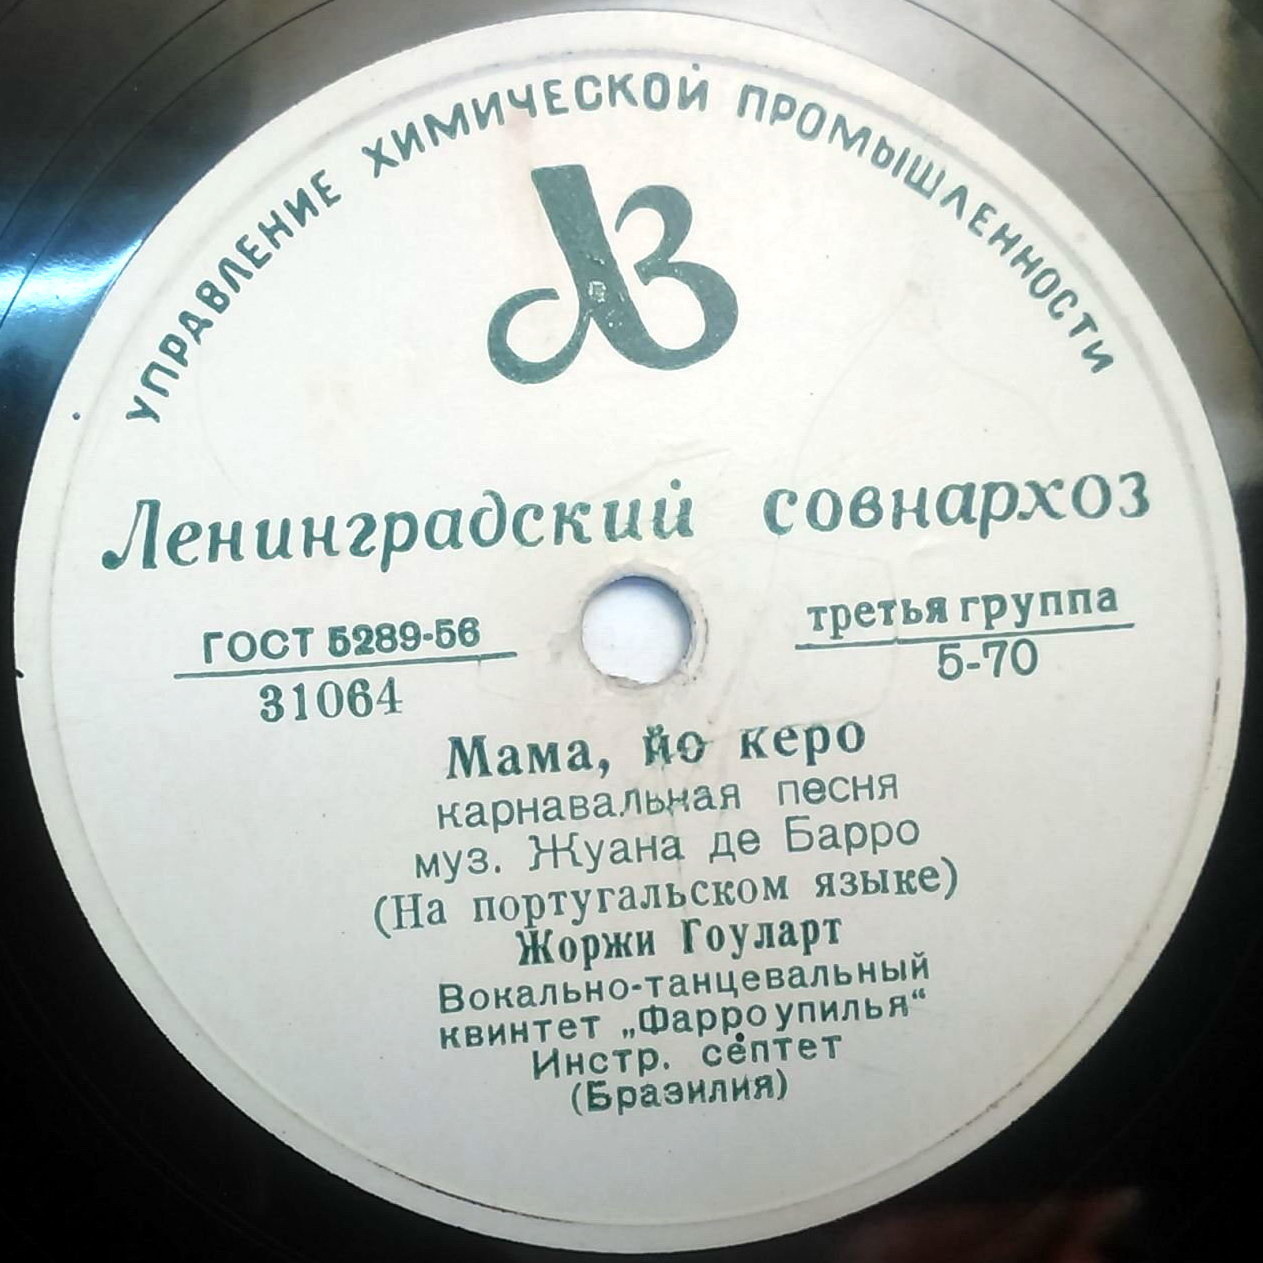 УПРАВЛЕНИЕ ХИМИЧЕСКОЙ ПРОМЫШЛЕННОСТИ
ЛЗ
Ленинградский совнархоз
ГОСТ 5289-56
31064
третья группа
5-70
Мама, йо керо
карнавальная песня
муз. Жуана де Барро
(На португальском языке)
Жоржи Гоуларт
Вокально-танцевальный
квинтет „Фарроупилья“
Инстр. септет
(Бразилия)